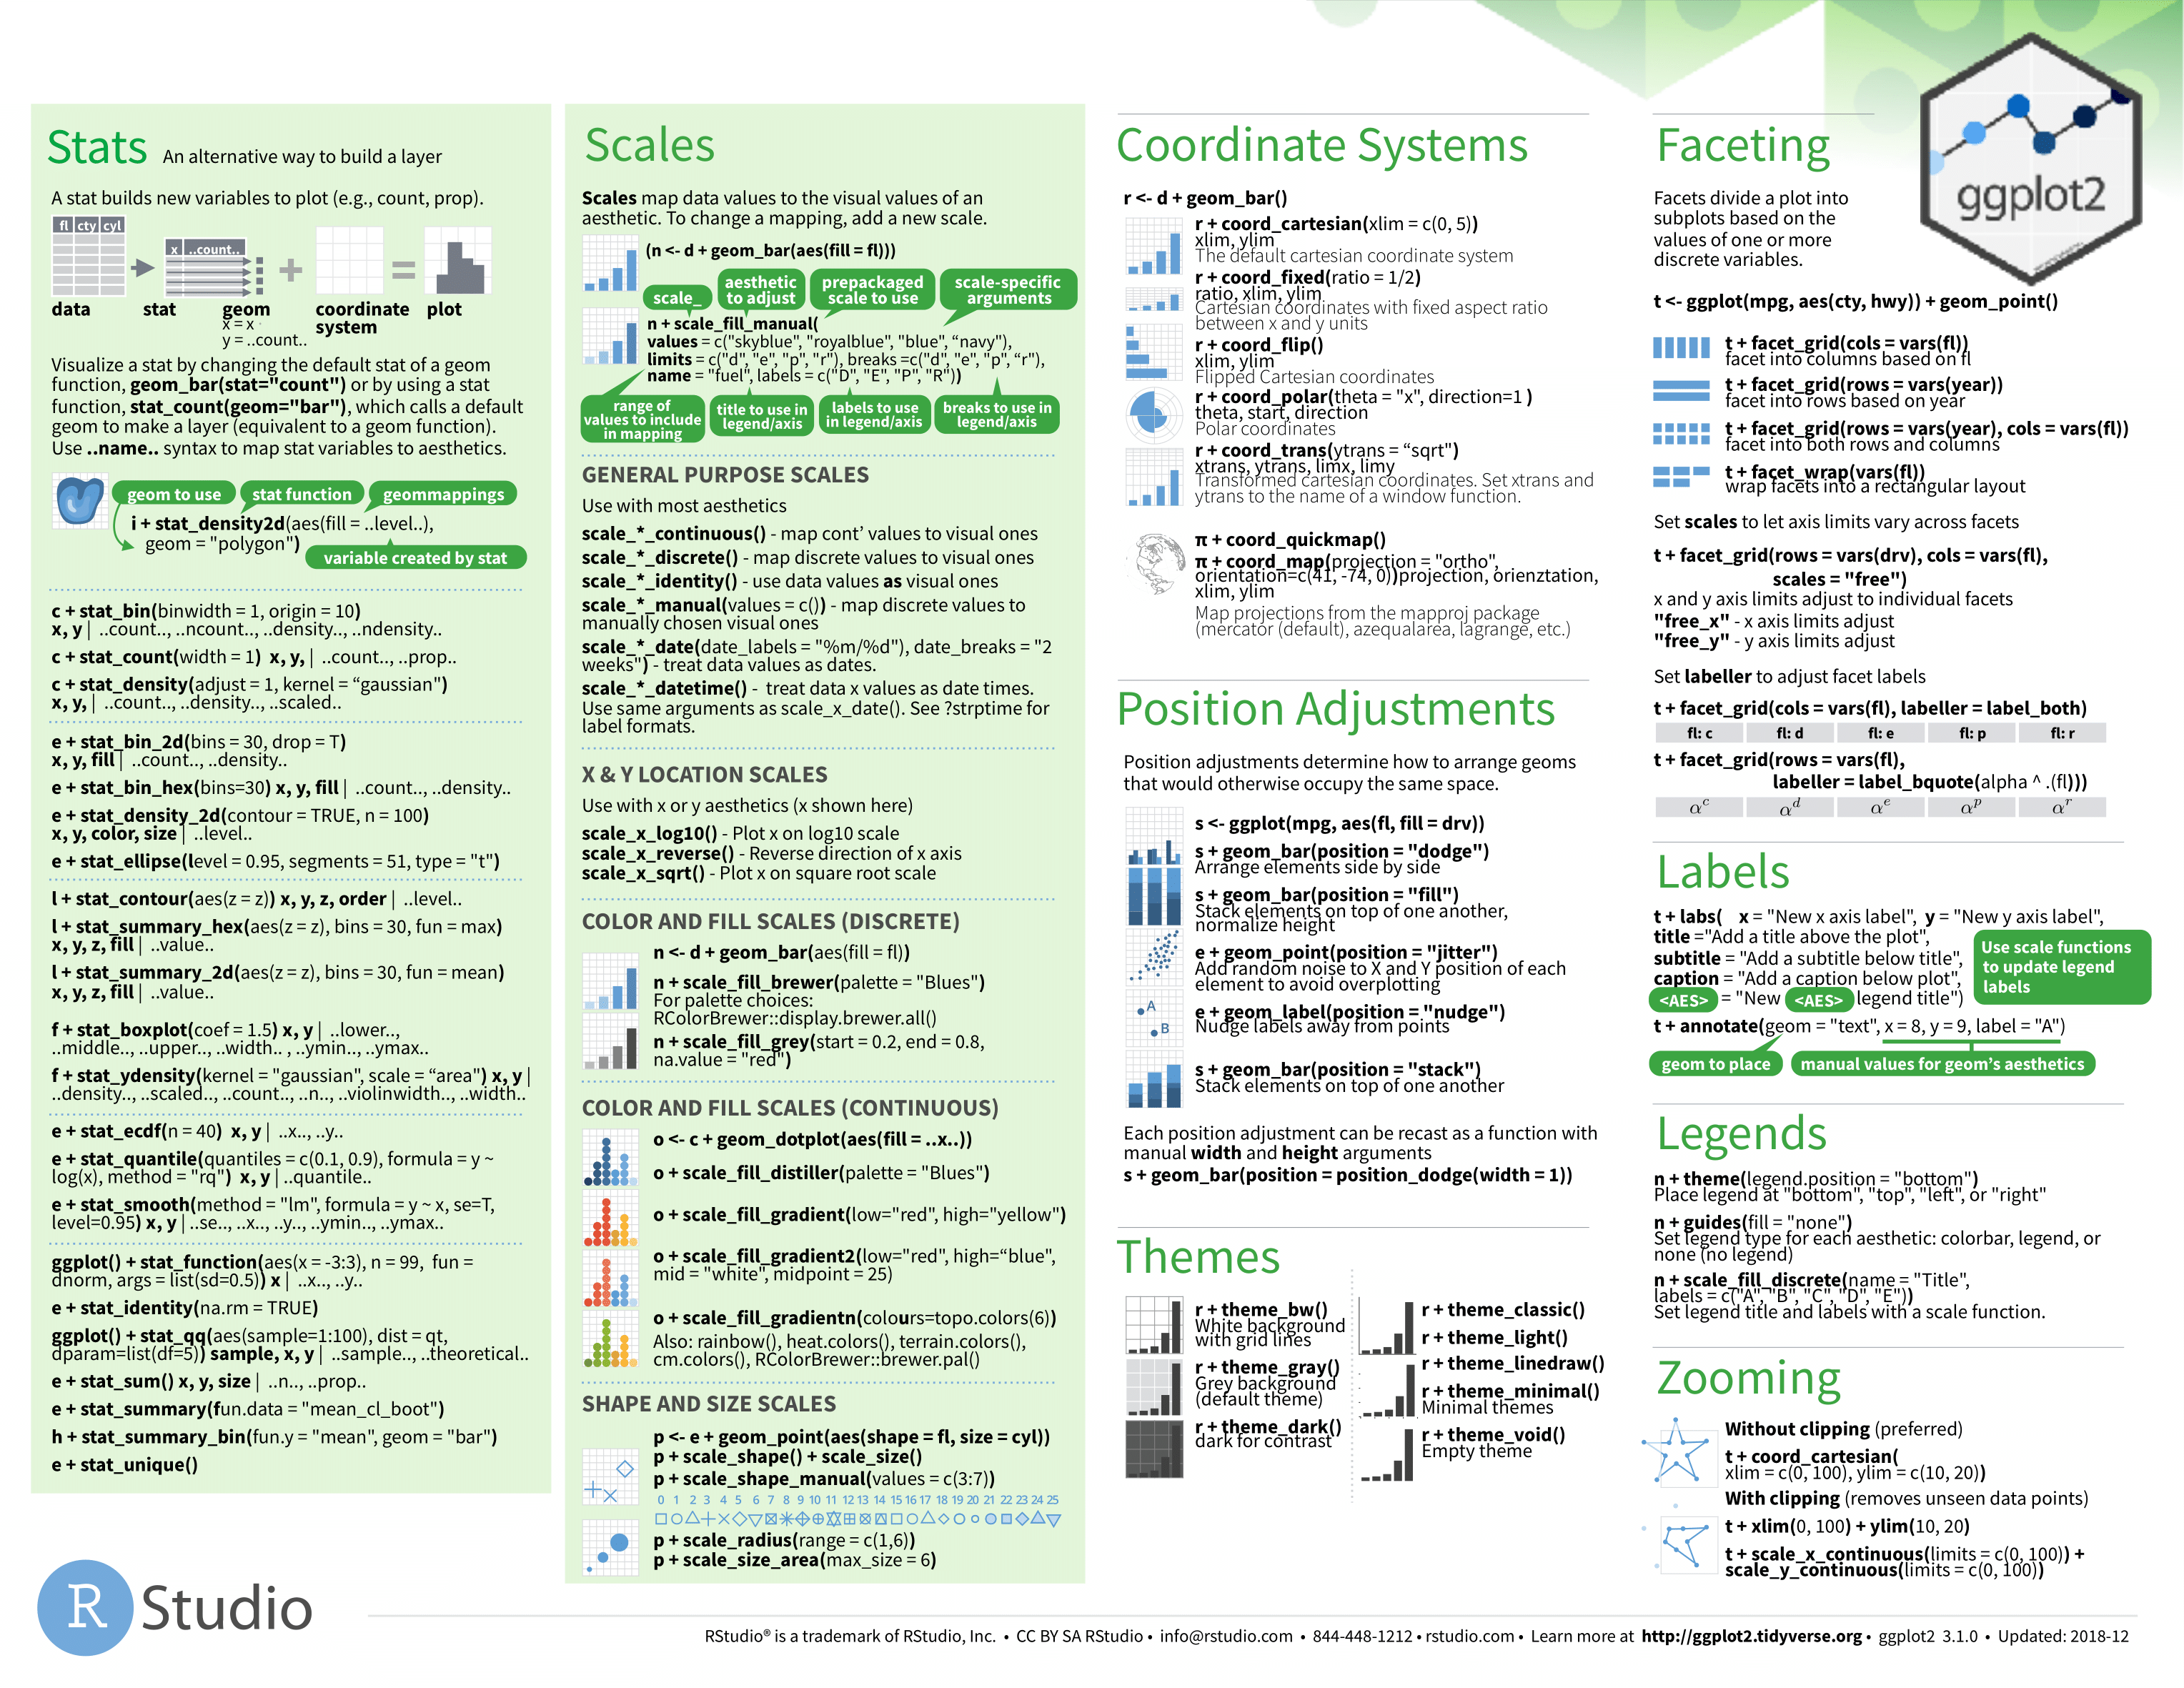 Stats An alternative way to build a layer
A stat builds new variables to plot (e.g., count, prop).
fl cty cyl
x ..count..
+ =
data stat geom coordinate plot
x = x · system
y = ..count..
Visualize a stat by changing the default stat of a geom
function, geom_bar(stat="count") or by using a stat
function, stat_count(geom="bar"), which calls a default
geom to make a layer (equivalent to a geom function).
Use ..name.. syntax to map stat variables to aesthetics.
geom to use stat function geommappings
i + stat_density2d(aes(fill = ..level..),
geom = "polygon")
variable created by stat
c + stat_bin(binwidth = 1, origin = 10)
x, y | ..count.., ..ncount.., ..density.., ..ndensity..
c + stat_count(width = 1) x, y, | ..count.., ..prop..
c + stat_density(adjust = 1, kernel = “gaussian")
x, y, | ..count.., ..density.., ..scaled..
e + stat_bin_2d(bins = 30, drop = T)
x, y, fill | ..count.., ..density..
e + stat_bin_hex(bins=30) x, y, fill | ..count.., ..density..
e + stat_density_2d(contour = TRUE, n = 100)
x, y, color, size | ..level..
e + stat_ellipse(level = 0.95, segments = 51, type = "t")
l + stat_contour(aes(z = z)) x, y, z, order | ..level..
l + stat_summary_hex(aes(z = z), bins = 30, fun = max)
x, y, z, fill | ..value..
l + stat_summary_2d(aes(z = z), bins = 30, fun = mean)
x, y, z, fill | ..value..
f + stat_boxplot(coef = 1.5) x, y | ..lower..,
..middle.., ..upper.., ..width.. , ..ymin.., ..ymax..
f + stat_ydensity(kernel = "gaussian", scale = “area") x, y |
..density.., ..scaled.., ..count.., ..n.., ..violinwidth.., ..width..
e + stat_ecdf(n = 40) x, y | ..x.., ..y..
e + stat_quantile(quantiles = c(0.1, 0.9), formula = y ~
log(x), method = "rq") x, y | ..quantile..
e + stat_smooth(method = "lm", formula = y ~ x, se=T,
level=0.95) x, y | ..se.., ..x.., ..y.., ..ymin.., ..ymax..
ggplot() + stat_function(aes(x = -3:3), n = 99, fun =
dnorm, args = list(sd=0.5)) x | ..x.., ..y..
e + stat_identity(na.rm = TRUE)
ggplot() + stat_qq(aes(sample=1:100), dist = qt,
dparam=list(df=5)) sample, x, y | ..sample.., ..theoretical..
e + stat_sum() x, y, size | ..n.., ..prop..
e + stat_summary(fun.data = "mean_cl_boot")
h + stat_summary_bin(fun.y = "mean", geom = "bar")
e + stat_unique()
Scales
Scales map data values to the visual values of an
aesthetic. To change a mapping, add a new scale.
(n <- d + geom_bar(aes(fill = fl)))
scale_ aesthetic to adjust prepackaged scale to use scale-specific arguments
n + scale_fill_manual(
values = c("skyblue", "royalblue", "blue", “navy"),
limits = c("d", "e", "p", "r"), breaks =c("d", "e", "p", “r"),
name = "fuel", labels = c("D", "E", "P", "R"))
range of values to include in mapping title to use in legend/axis labels to use in legend/axis breaks to use in legend/axis
GENERAL PURPOSE SCALES
Use with most aesthetics
scale_*_continuous() - map cont’ values to visual ones
scale_*_discrete() - map discrete values to visual ones
scale_*_identity() - use data values as visual ones
scale_*_manual(values = c()) - map discrete values to
manually chosen visual ones
scale_*_date(date_labels = "%m/%d"), date_breaks = "2
weeks") - treat data values as dates.
scale_*_datetime() - treat data x values as date times.
Use same arguments as scale_x_date(). See ?strptime for
label formats.
X & Y LOCATION SCALES
Use with x or y aesthetics (x shown here)
scale_x_log10() - Plot x on log10 scale
scale_x_reverse() - Reverse direction of x axis
scale_x_sqrt() - Plot x on square root scale
COLOR AND FILL SCALES (DISCRETE)
n <- d + geom_bar(aes(fill = fl))
n + scale_fill_brewer(palette = "Blues")
For palette choices:
RColorBrewer::display.brewer.all()
n + scale_fill_grey(start = 0.2, end = 0.8,
na.value = "red")
COLOR AND FILL SCALES (CONTINUOUS)
o <- c + geom_dotplot(aes(fill = ..x..))
o + scale_fill_distiller(palette = "Blues")
o + scale_fill_gradient(low="red", high="yellow")
o + scale_fill_gradient2(low="red", high=“blue",
mid = "white", midpoint = 25)
o + scale_fill_gradientn(colours=topo.colors(6))
Also: rainbow(), heat.colors(), terrain.colors(),
cm.colors(), RColorBrewer::brewer.pal()
SHAPE AND SIZE SCALES
p <- e + geom_point(aes(shape = fl, size = cyl))
p + scale_shape() + scale_size()
p + scale_shape_manual(values = c(3:7))
0 1 2 3 4 5 6 7 8 9 10 11 12 13 14 15 16 17 18 19 20 21 22 23 24 25
p + scale_radius(range = c(1,6))
p + scale_size_area(max_size = 6)
Coordinate Systems
r <- d + geom_bar()
r + coord_cartesian(xlim = c(0, 5))
xlim, ylim
The default cartesian coordinate system
r + coord_fixed(ratio = 1/2)
ratio, xlim, ylim
Cartesian coordinates with fixed aspect ratio
between x and y units
r + coord_flip()
xlim, ylim
Flipped Cartesian coordinates
r + coord_polar(theta = "x", direction=1 )
theta, start, direction
Polar coordinates
r + coord_trans(ytrans = “sqrt")
xtrans, ytrans, limx, limy
Transformed cartesian coordinates. Set xtrans and
ytrans to the name of a window function.
π + coord_quickmap()
π + coord_map(projection = "ortho",
orientation=c(41, -74, 0))projection, orienztation,
xlim, ylim
Map projections from the mapproj package
(mercator (default), azequalarea, lagrange, etc.)
Position Adjustments
Position adjustments determine how to arrange geoms
that would otherwise occupy the same space.
s <- ggplot(mpg, aes(fl, fill = drv))
s + geom_bar(position = "dodge")
Arrange elements side by side
s + geom_bar(position = "fill")
Stack elements on top of one another,
normalize height
e + geom_point(position = "jitter")
Add random noise to X and Y position of each
element to avoid overplotting
A
B
e + geom_label(position = "nudge")
Nudge labels away from points
s + geom_bar(position = "stack")
Stack elements on top of one another
Each position adjustment can be recast as a function with
manual width and height arguments
s + geom_bar(position = position_dodge(width = 1))
Themes
r + theme_bw()
White background
with grid lines
r + theme_gray()
Grey background
(default theme)
r + theme_dark()
dark for contrast
r + theme_classic()
r + theme_light()
r + theme_linedraw()
r + theme_minimal()
Minimal themes
r + theme_void()
Empty theme
Faceting
ggplot2
Facets divide a plot into
subplots based on the
values of one or more
discrete variables.
t <- ggplot(mpg, aes(cty, hwy)) + geom_point()
t + facet_grid(cols = vars(fl))
facet into columns based on fl
t + facet_grid(rows = vars(year))
facet into rows based on year
t + facet_grid(rows = vars(year), cols = vars(fl))
facet into both rows and columns
t + facet_wrap(vars(fl))
wrap facets into a rectangular layout
Set scales to let axis limits vary across facets
t + facet_grid(rows = vars(drv), cols = vars(fl),
scales = "free")
x and y axis limits adjust to individual facets
"free_x" - x axis limits adjust
"free_y" - y axis limits adjust
Set labeller to adjust facet labels
t + facet_grid(cols = vars(fl), labeller = label_both)
fl: c fl: d fl: e fl: p fl: r
t + facet_grid(rows = vars(fl),
labeller = label_bquote(alpha ^ .(fl)))
α^c α^d α^e α^p α^r
Labels
t + labs( x = "New x axis label", y = "New y axis label",
title ="Add a title above the plot",
subtitle = "Add a subtitle below title",
caption = "Add a caption below plot",
<AES> = "New <AES> legend title")
Use scale functions
to update legend
labels
t + annotate(geom = "text", x = 8, y = 9, label = "A")
geom to place manual values for geom’s aesthetics
Legends
n + theme(legend.position = "bottom")
Place legend at "bottom", "top", "left", or "right"
n + guides(fill = "none")
Set legend type for each aesthetic: colorbar, legend, or
none (no legend)
n + scale_fill_discrete(name = "Title",
labels = c("A", "B", "C", "D", "E"))
Set legend title and labels with a scale function.
Zooming
Without clipping (preferred)
t + coord_cartesian(
xlim = c(0, 100), ylim = c(10, 20))
With clipping (removes unseen data points)
t + xlim(0, 100) + ylim(10, 20)
t + scale_x_continuous(limits = c(0, 100)) +
scale_y_continuous(limits = c(0, 100))
R Studio
RStudio® is a trademark of RStudio, Inc. • CC BY SA RStudio • info@rstudio.com • 844-448-1212 • rstudio.com • Learn more at http://ggplot2.tidyverse.org • ggplot2 3.1.0 • Updated: 2018-12